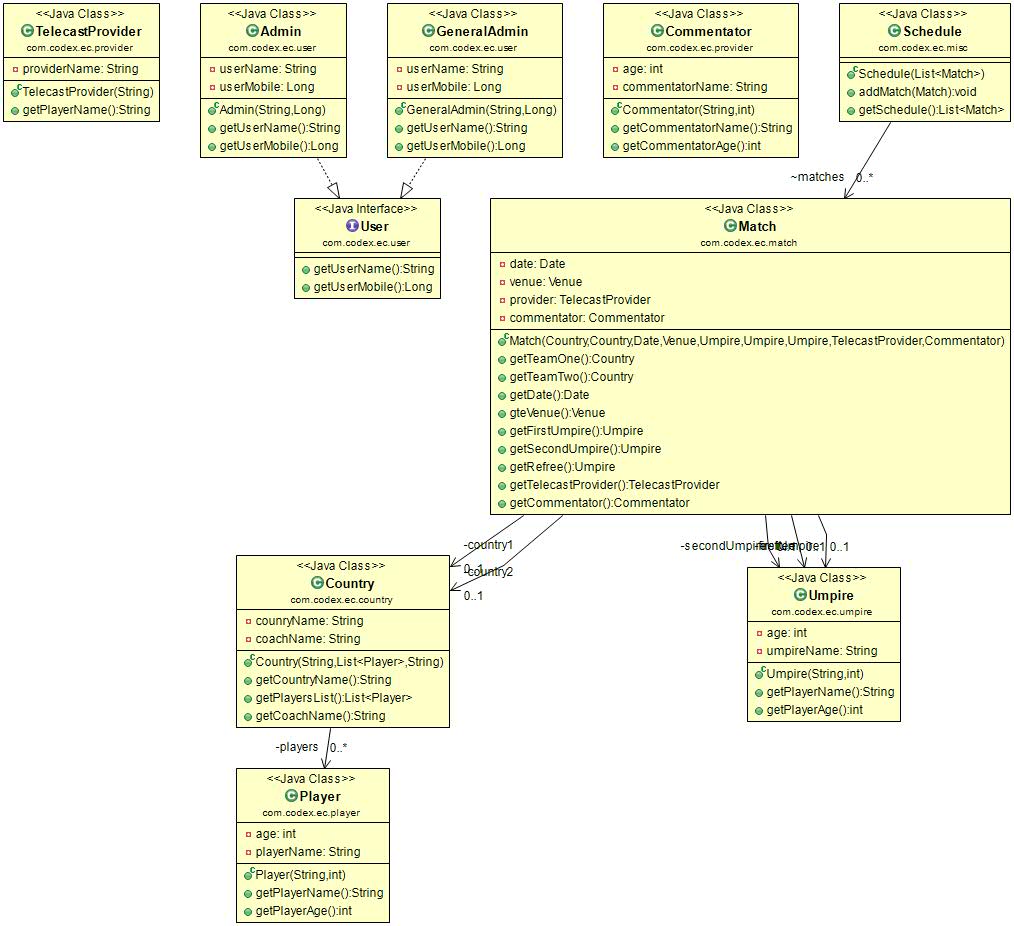 <<Java Class>>
TelecastProvider
com.codex.ec.provider
providerName: String
TelecastProvider(String)
getPlayerName():String
<<Java Class>>
Admin
com.codex.ec.user
userName: String
userMobile: Long
Admin(String,Long)
getUserName():String
getUserMobile():Long
<<Java Class>>
GeneralAdmin
com.codex.ec.user
userName: String
userMobile: Long
GeneralAdmin(String,Long)
getUserName():String
getUserMobile():Long
<<Java Class>>
Commentator
com.codex.ec.provider
age: int
commentatorName: String
Commentator(String,int)
getCommentatorName():String
getCommentatorAge():int
<<Java Class>>
Schedule
com.codex.ec.misc
Schedule(List<Match>)
addMatch(Match):void
getSchedule():List<Match>
~matches 0..*
<<Java Interface>>
User
com.codex.ec.user
getUserName():String
getUserMobile():Long
<<Java Class>>
Match
com.codex.ec.match
date: Date
venue: Venue
provider: TelecastProvider
commentator: Commentator
Match(Country,Country,Date,Venue,Umpire,Umpire,Umpire,TelecastProvider,Commentator)
getTeamOne():Country
getTeamTwo():Country
getDate():Date
gteVenue():Venue
getFirstUmpire():Umpire
getSecondUmpire():Umpire
getRefree():Umpire
getTelecastProvider():TelecastProvider
getCommentator():Commentator
-country1
0..1
-country2
0..1
0..1 0..1
<<Java Class>>
Country
com.codex.ec.country
counryName: String
coachName: String
Country(String,List<Player>,String)
getCountryName():String
getPlayersList():List<Player>
getCoachName():String
<<Java Class>>
Umpire
com.codex.ec.umpire
age: int
umpireName: String
Umpire(String,int)
getPlayerName():String
getPlayerAge():int
-players 0..*
<<Java Class>>
Player
com.codex.ec.player
age: int
playerName: String
Player(String,int)
getPlayerName():String
getPlayerAge():int